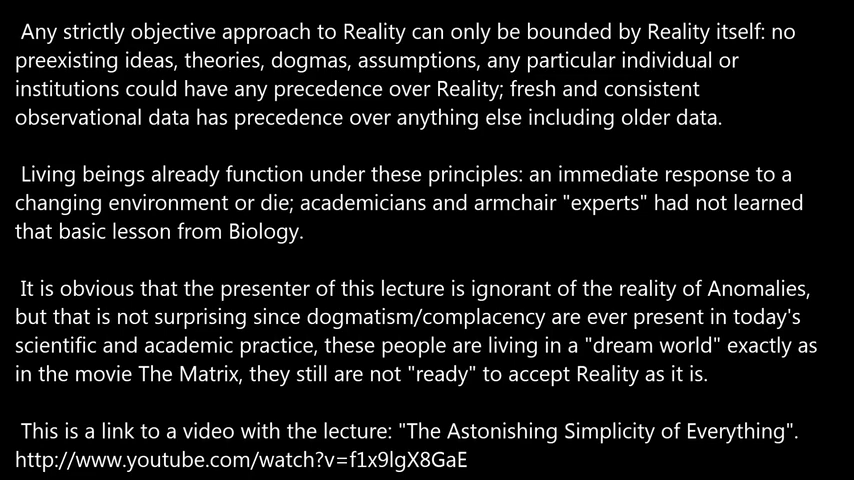 Any strictly objective approach to Reality can only be bounded by Reality itself: no
preexisting ideas, theories, dogmas, assumptions, any particular individual or
institutions could have any precedence over Reality; fresh and consistent
observational data has precedence over anything else including older data.
Living beings already function under these principles: an immediate response to a
changing environment or die; academicians and armchair "experts" had not learned
that basic lesson from Biology.
It is obvious that the presenter of this lecture is ignorant of the reality of Anomalies,
but that is not surprising since dogmatism/complacency are ever present in today's
scientific and academic practice, these people are living in a "dream world" exactly as
in the movie The Matrix, they still are not "ready" to accept Reality as it is.
This is a link to a video with the lecture: "The Astonishing Simplicity of Everything".
http://www.youtube.com/watch?v=f1x9lgX8GaE